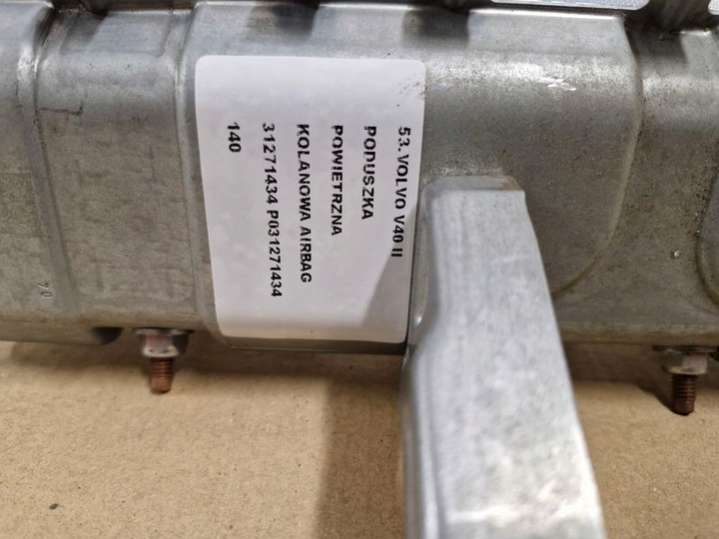 53. VOLVO V40 II
PODUSZKA
POWIETRZNA
KOLANOWA AIRBAG
31271434 P031271434
140